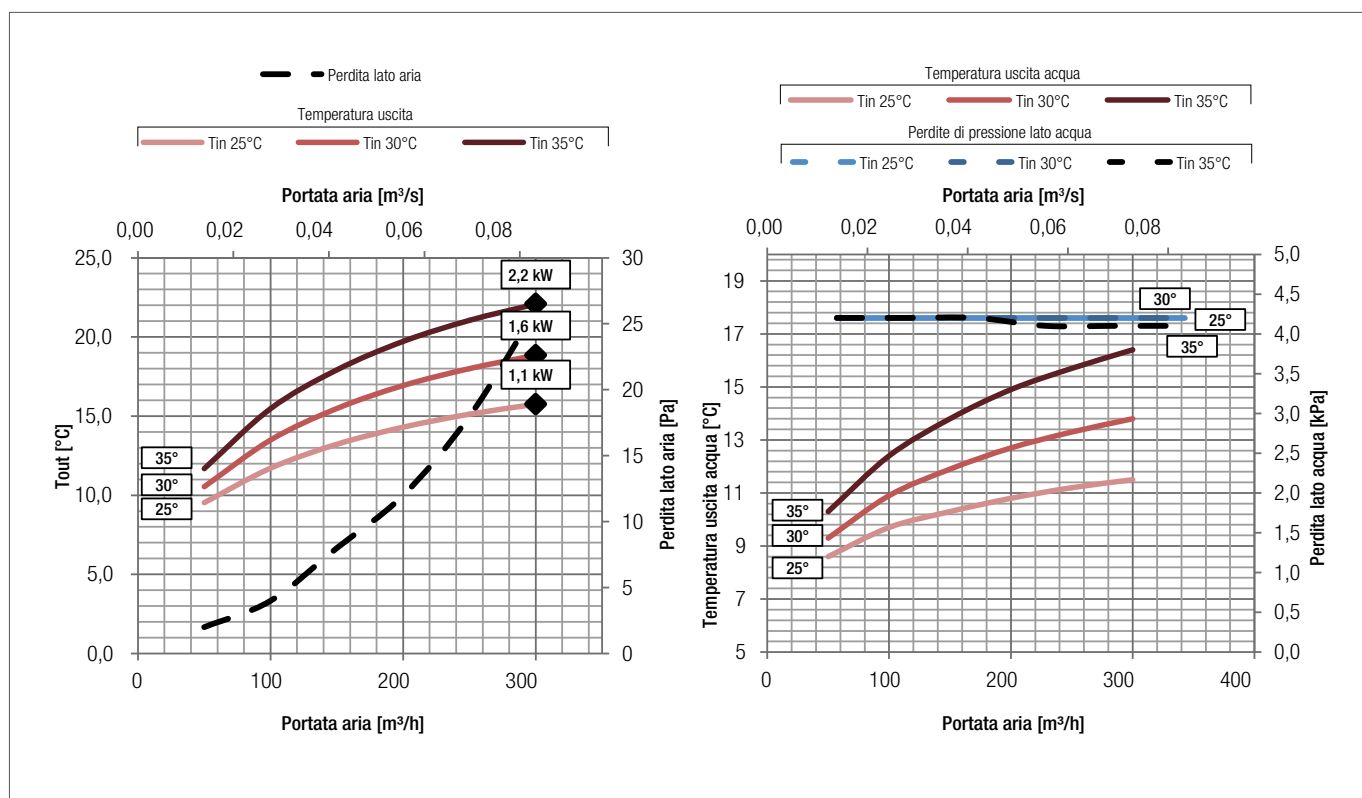 Perdita lato aria
Temperatura uscita
Tin 25°C Tin 30°C Tin 35°C
Portata aria [m³/s]
0,00 0,02 0,04 0,06 0,08
25,0
20,0
15,0
10,0
5,0
0,0
Tout [°C]
30
25
20
15
10
5
0
Perdita lato aria [Pa]
2,2 kW
1,6 kW
1,1 kW
35°
30°
25°
0 100 200 300
Portata aria [m³/h]
Temperatura uscita acqua
Tin 25°C Tin 30°C Tin 35°C
Perdite di pressione lato acqua
Tin 25°C Tin 30°C Tin 35°C
Portata aria [m³/s]
0,00 0,02 0,04 0,06 0,08
19
17
15
13
11
9
7
5
Temperatura uscita acqua [°C]
5,0
4,5
4,0
3,5
3,0
2,5
2,0
1,5
1,0
0,5
0,0
Perdita lato acqua [kPa]
30°
25°
35°
35°
30°
25°
0 100 200 300 400
Portata aria [m³/h]